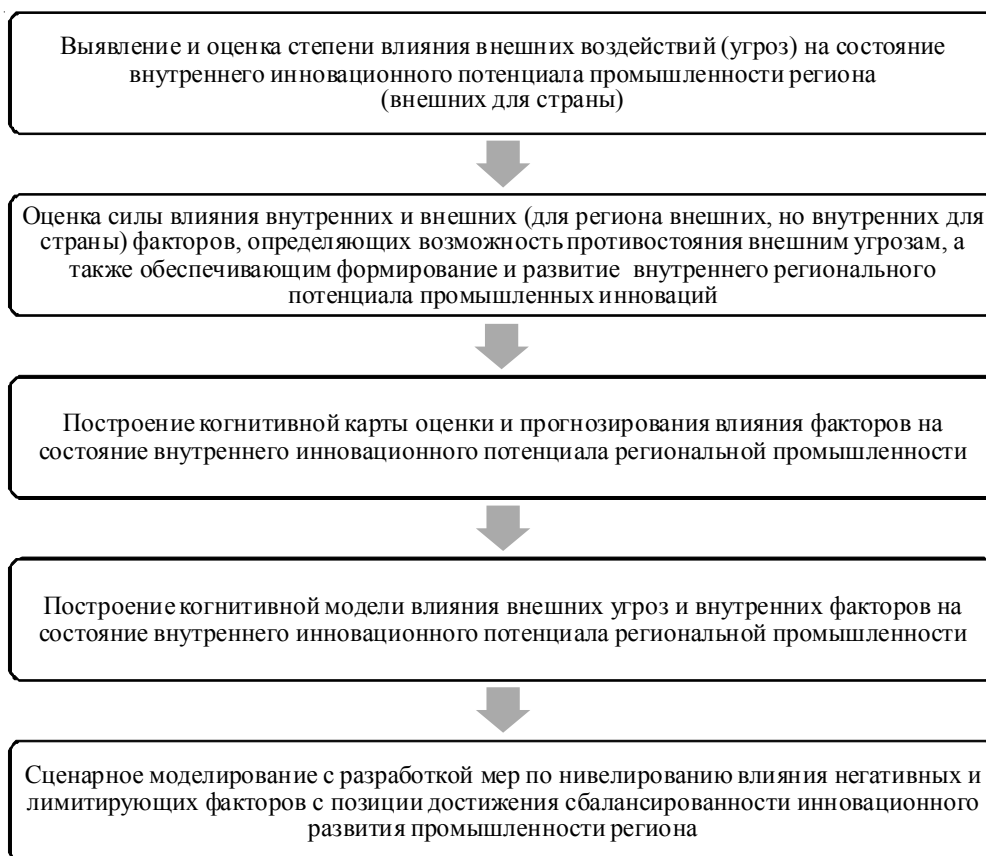 Выявление и оценка степени влияния внешних воздействий (угроз) на состояние
внутреннего инновационного потенциала промышленности региона
(внешних для страны)
Оценка силы влияния внутренних и внешних (для региона внешних, но внутренних для
страны) факторов, определяющих возможность противостояния внешним угрозам, а
также обеспечивающим формирование и развитие внутреннего регионального
потенциала промышленных инноваций
Построение когнитивной карты оценки и прогнозирования влияния факторов на
состояние внутреннего инновационного потенциала региональной промышленности
Построение когнитивной модели влияния внешних угроз и внутренних факторов на
состояние внутреннего инновационного потенциала региональной промышленности
Сценарное моделирование с разработкой мер по нивелированию влияния негативных и
лимитирующих факторов с позиции достижения сбалансированности инновационного
развития промышленности региона